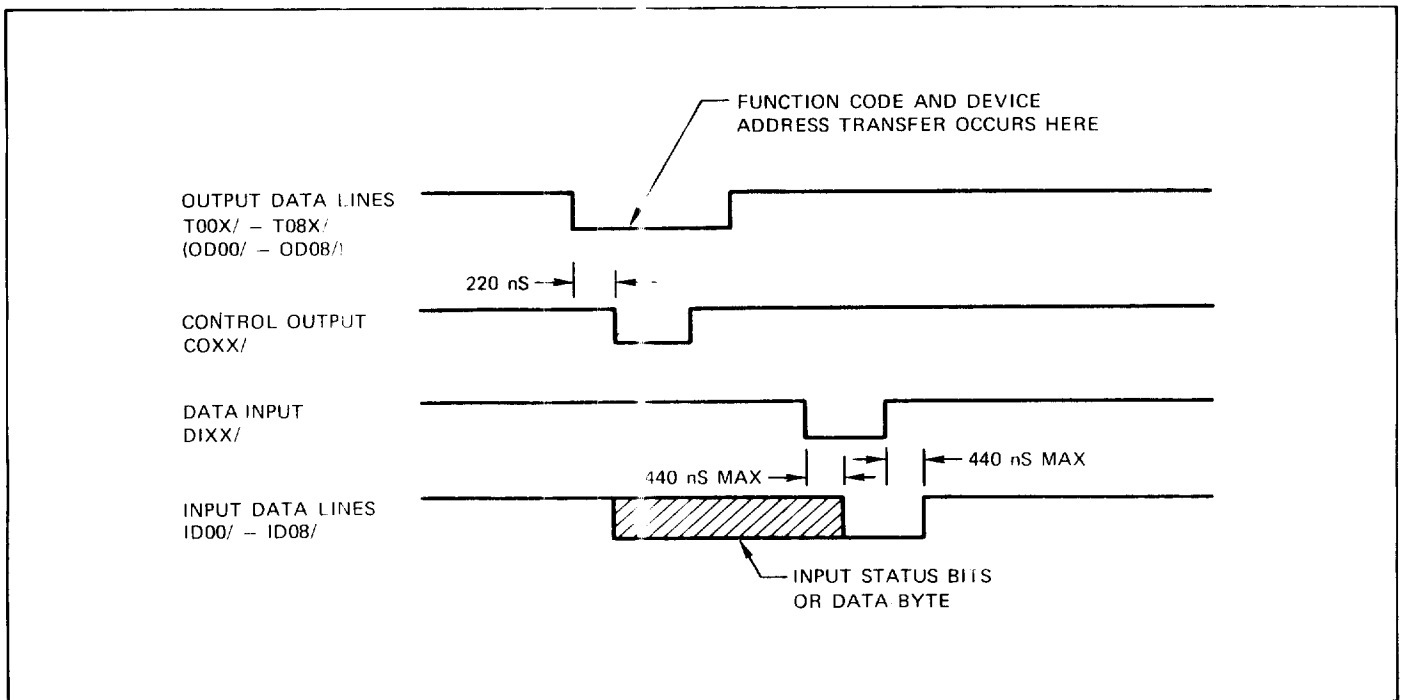 FUNCTION CODE AND DEVICE
ADDRESS TRANSFER OCCURS HERE
OUTPUT DATA LINES
T00X/ – T08X/
(OD00/ – OD08/)
220 nS
CONTROL OUTPUT
COXX/
DATA INPUT
DIXX/
440 nS MAX
440 nS MAX
INPUT DATA LINES
ID00/ – ID08/
INPUT STATUS BITS
OR DATA BYTE